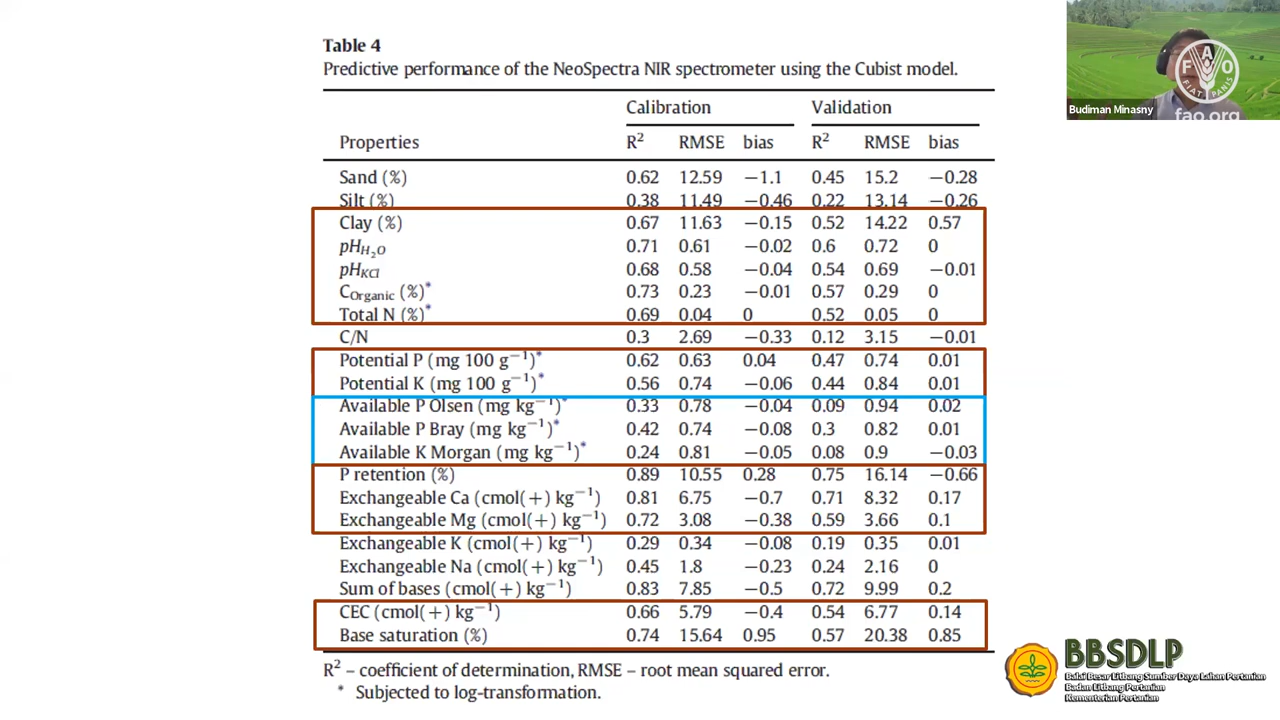 Table 4
Predictive performance of the NeoSpectra NIR spectrometer using the Cubist model.
Calibration Validation
Properties R² RMSE bias R² RMSE bias
Sand (%) 0.62 12.59 −1.1 0.45 15.2 −0.28
Silt (%) 0.38 11.49 −0.46 0.22 13.14 −0.26
Clay (%) 0.67 11.63 −0.15 0.52 14.22 0.57
pH_H₂O 0.71 0.61 −0.02 0.6 0.72 0
pH_KCl 0.68 0.58 −0.04 0.54 0.69 −0.01
C_Organic (%)* 0.73 0.23 −0.01 0.57 0.29 0
Total N (%)* 0.69 0.04 0 0.52 0.05 0
C/N 0.3 2.69 −0.33 0.12 3.15 −0.01
Potential P (mg 100 g⁻¹)* 0.62 0.63 0.04 0.47 0.74 0.01
Potential K (mg 100 g⁻¹)* 0.56 0.74 −0.06 0.44 0.84 0.01
Available P Olsen (mg kg⁻¹)* 0.33 0.78 −0.04 0.09 0.94 0.02
Available P Bray (mg kg⁻¹)* 0.42 0.74 −0.08 0.3 0.82 0.01
Available K Morgan (mg kg⁻¹)* 0.24 0.81 −0.05 0.08 0.9 −0.03
P retention (%) 0.89 10.55 0.28 0.75 16.14 −0.66
Exchangeable Ca (cmol(+) kg⁻¹) 0.81 6.75 −0.7 0.71 8.32 0.17
Exchangeable Mg (cmol(+) kg⁻¹) 0.72 3.08 −0.38 0.59 3.66 0.1
Exchangeable K (cmol(+) kg⁻¹) 0.29 0.34 −0.08 0.19 0.35 0.01
Exchangeable Na (cmol(+) kg⁻¹) 0.45 1.8 −0.23 0.24 2.16 0
Sum of bases (cmol(+) kg⁻¹) 0.83 7.85 −0.5 0.72 9.99 0.2
CEC (cmol(+) kg⁻¹) 0.66 5.79 −0.4 0.54 6.77 0.14
Base saturation (%) 0.74 15.64 0.95 0.57 20.38 0.85
R² – coefficient of determination, RMSE – root mean squared error.
* Subjected to log-transformation.
F A O
FIAT PANIS
fao.org
Budiman Minasny
BBSDLP
Balai Besar Litbang Sumber Daya Lahan Pertanian
Badan Litbang Pertanian
Kementerian Pertanian